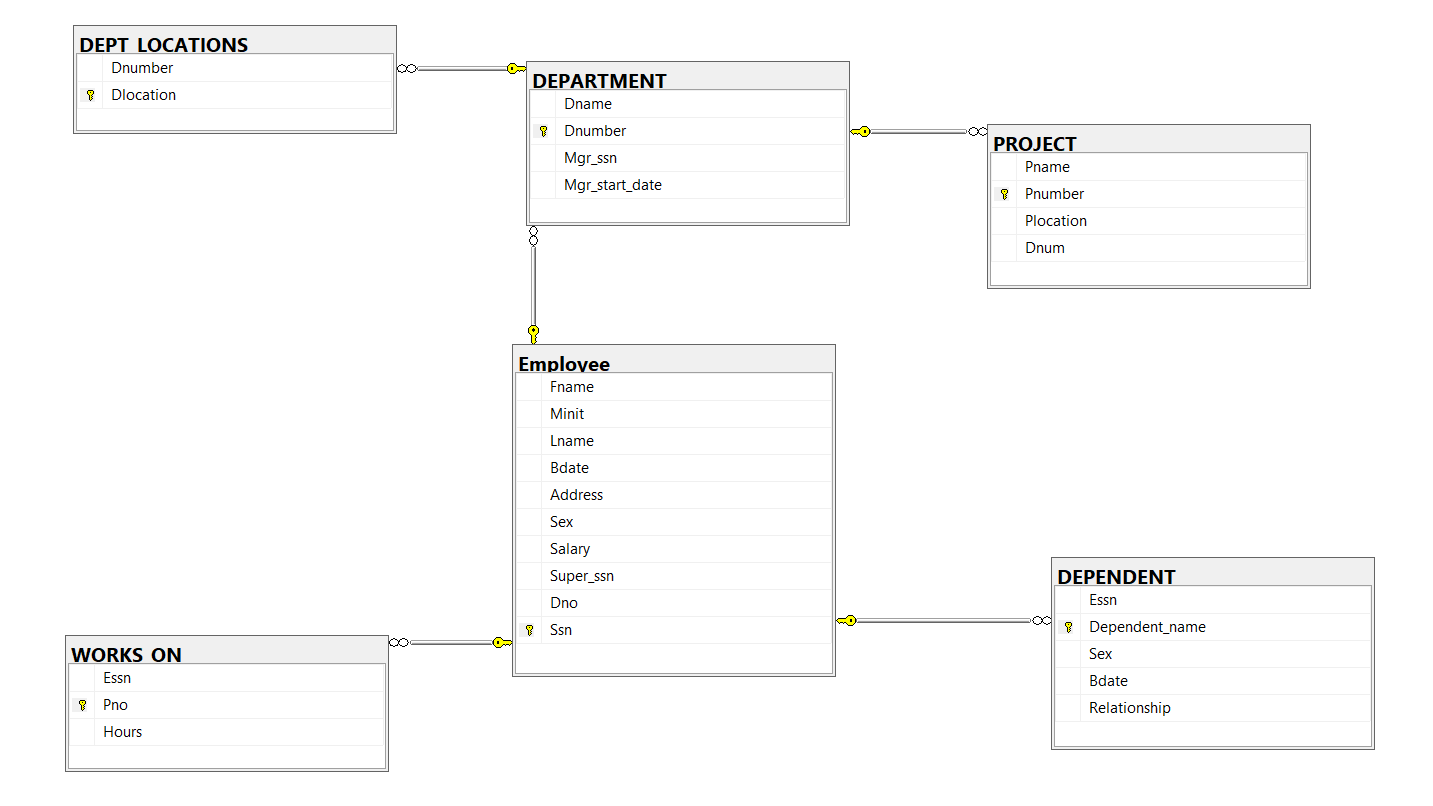 DEPT_LOCATIONS
Dnumber
Dlocation
DEPARTMENT
Dname
Dnumber
Mgr_ssn
Mgr_start_date
PROJECT
Pname
Pnumber
Plocation
Dnum
Employee
Fname
Minit
Lname
Bdate
Address
Sex
Salary
Super_ssn
Dno
Ssn
WORKS_ON
Essn
Pno
Hours
DEPENDENT
Essn
Dependent_name
Sex
Bdate
Relationship